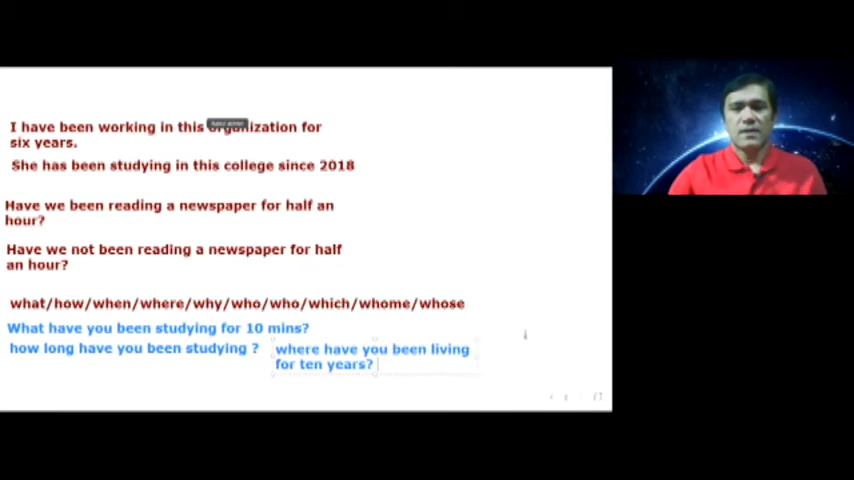 I have been working in this organization for
six years.
She has been studying in this college since 2018
Have we been reading a newspaper for half an
hour?
Have we not been reading a newspaper for half
an hour?
what/how/when/where/why/who/who/which/whome/whose
What have you been studying for 10 mins?
how long have you been studying ?
where have you been living
for ten years?